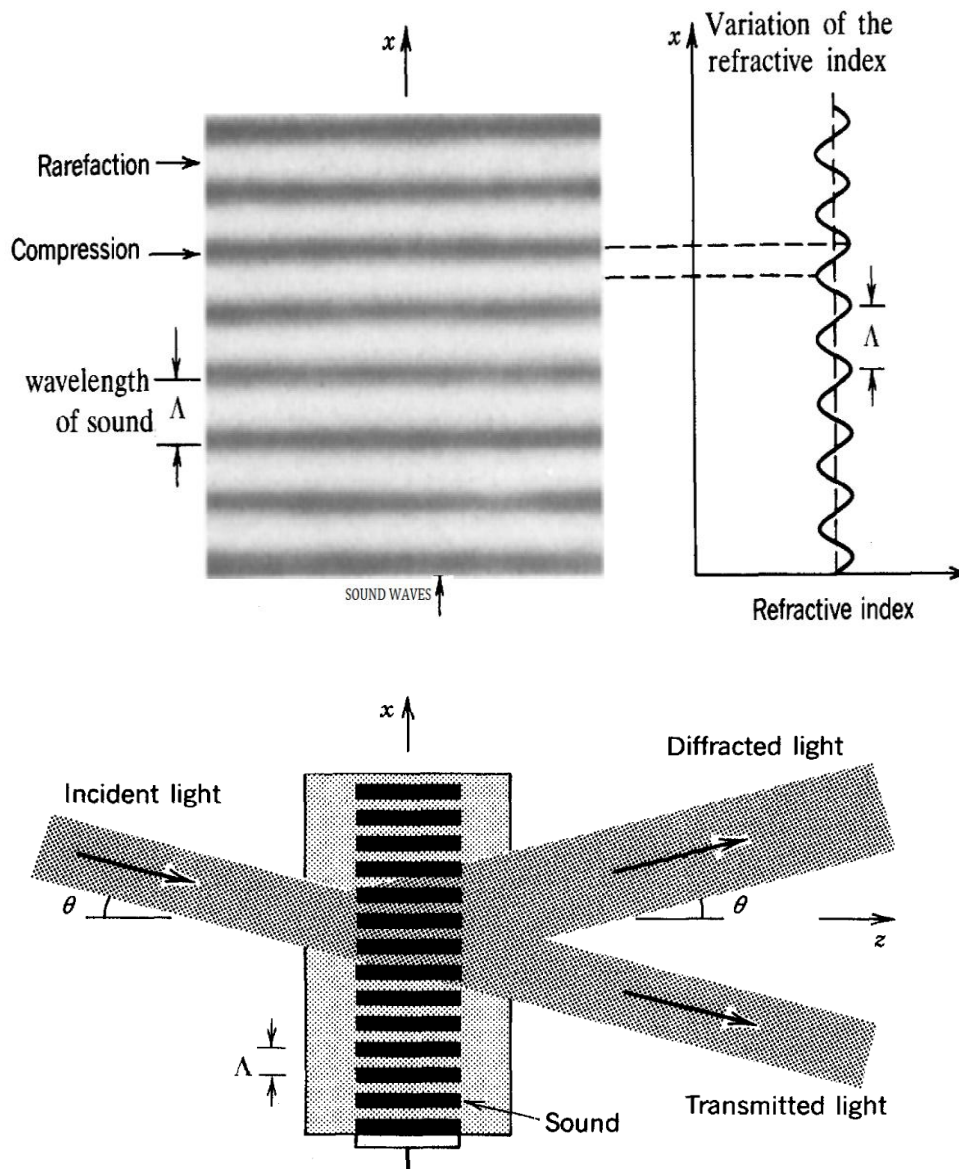 x
Rarefaction
Compression
wavelength
of sound
Λ
SOUND WAVES
x
Variation of the
refractive index
Λ
Refractive index
x
Incident light
θ
Diffracted light
θ
z
Λ
Sound
Transmitted light